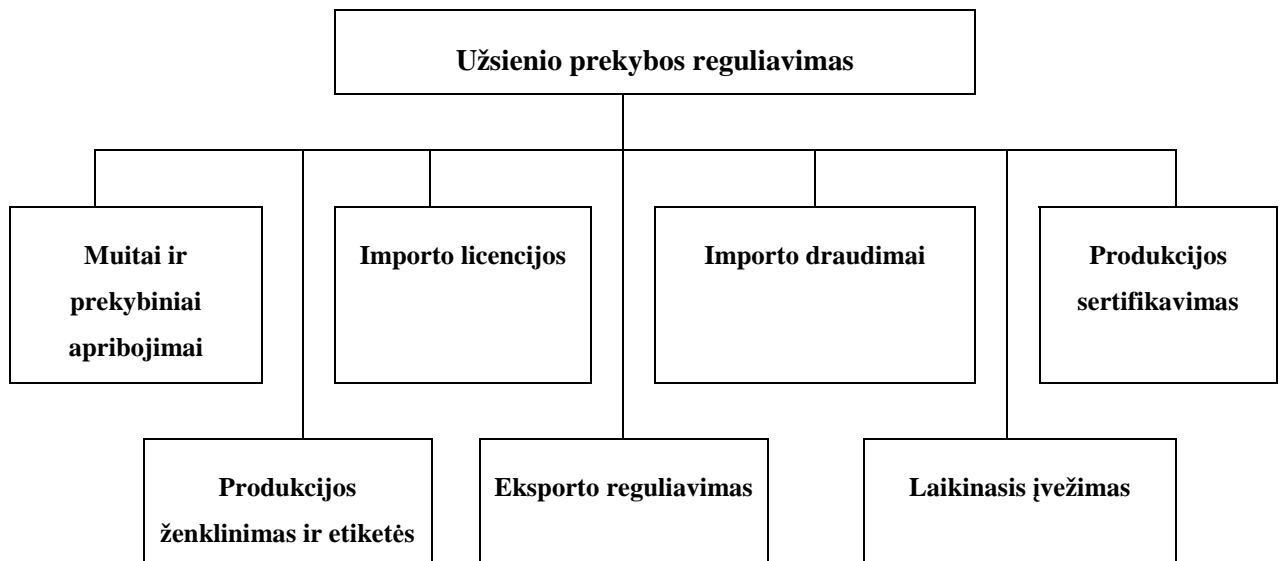 Užsienio prekybos reguliavimas
Muitai ir
prekybiniai
apribojimai
Importo licencijos
Importo draudimai
Produkcijos
sertifikavimas
Produkcijos
ženklinimas ir etiketės
Eksporto reguliavimas
Laikinasis įvežimas